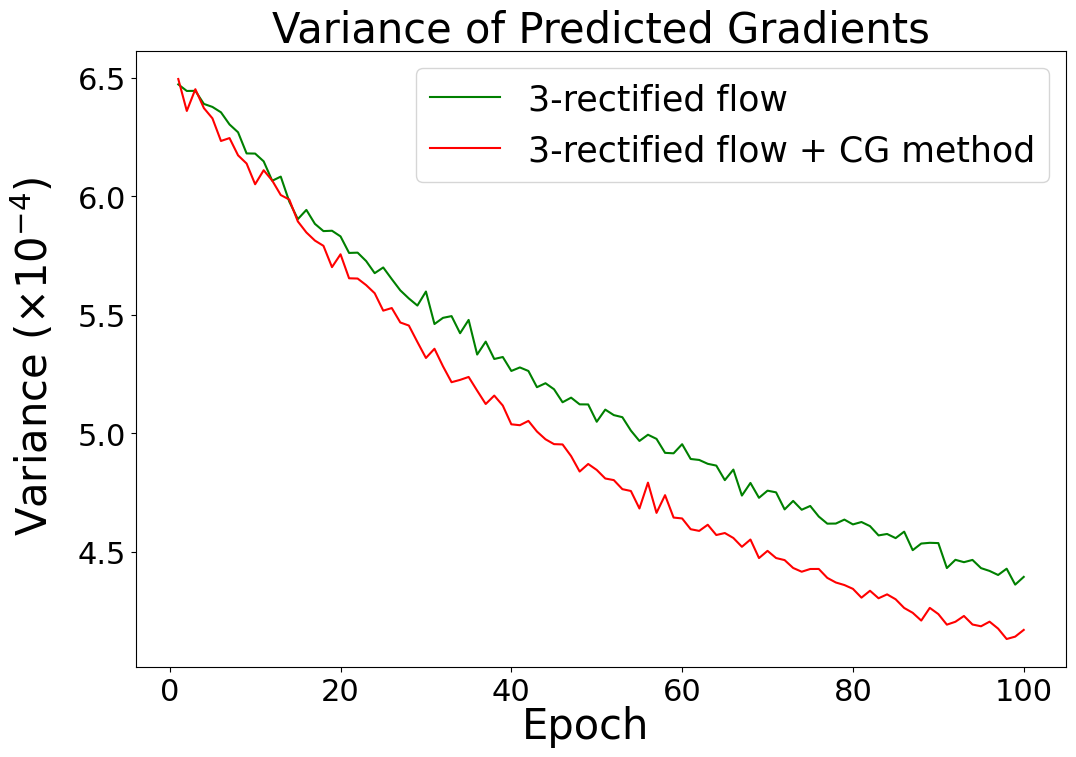 Variance of Predicted Gradients
3-rectified flow
3-rectified flow + CG method
Variance (×10⁻⁴)
6.5
6.0
5.5
5.0
4.5
0 20 40 60 80 100
Epoch